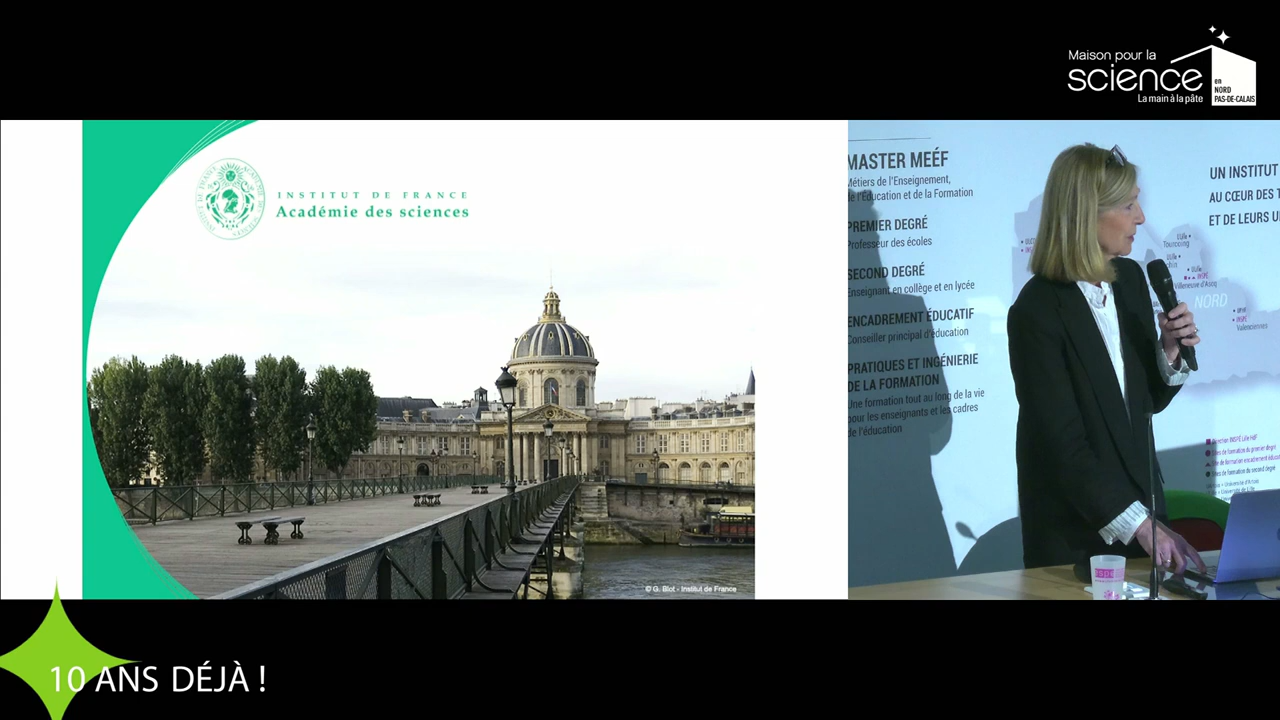 Maison pour la
science
en
NORD
PAS-DE-CALAIS
La main à la pâte
INSTITUT DE FRANCE
Académie des sciences
© G. Blot - Institut de France
MASTER MEÉF
Métiers de l'Enseignement,
de l'Éducation et de la Formation
PREMIER DEGRÉ
Professeur des écoles
SECOND DEGRÉ
Enseignant en collège et en lycée
ENCADREMENT ÉDUCATIF
Conseiller principal d'éducation
PRATIQUES ET INGÉNIERIE
DE LA FORMATION
Une formation tout au long de la vie
pour les enseignants et les cadres
de l'éducation
UN INSTITUT
AU CŒUR DES T
ET DE LEURS U
Tourcoing
Villeneuve d'Ascq
NORD
INSPÉ
Valenciennes
10 ANS DÉJÀ !